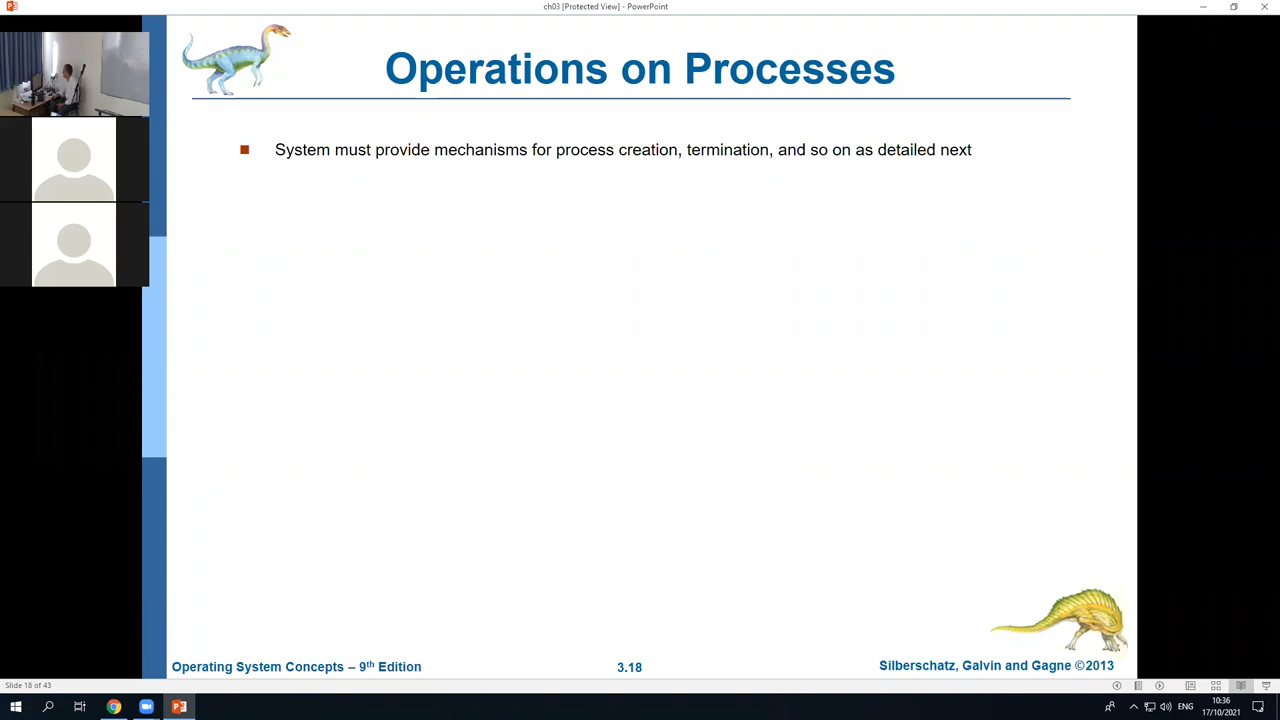 ch03 [Protected View] - PowerPoint
Operations on Processes
System must provide mechanisms for process creation, termination, and so on as detailed next
Operating System Concepts – 9th Edition
3.18
Silberschatz, Galvin and Gagne ©2013
Slide 18 of 43
ENG
10:36
17/10/2021